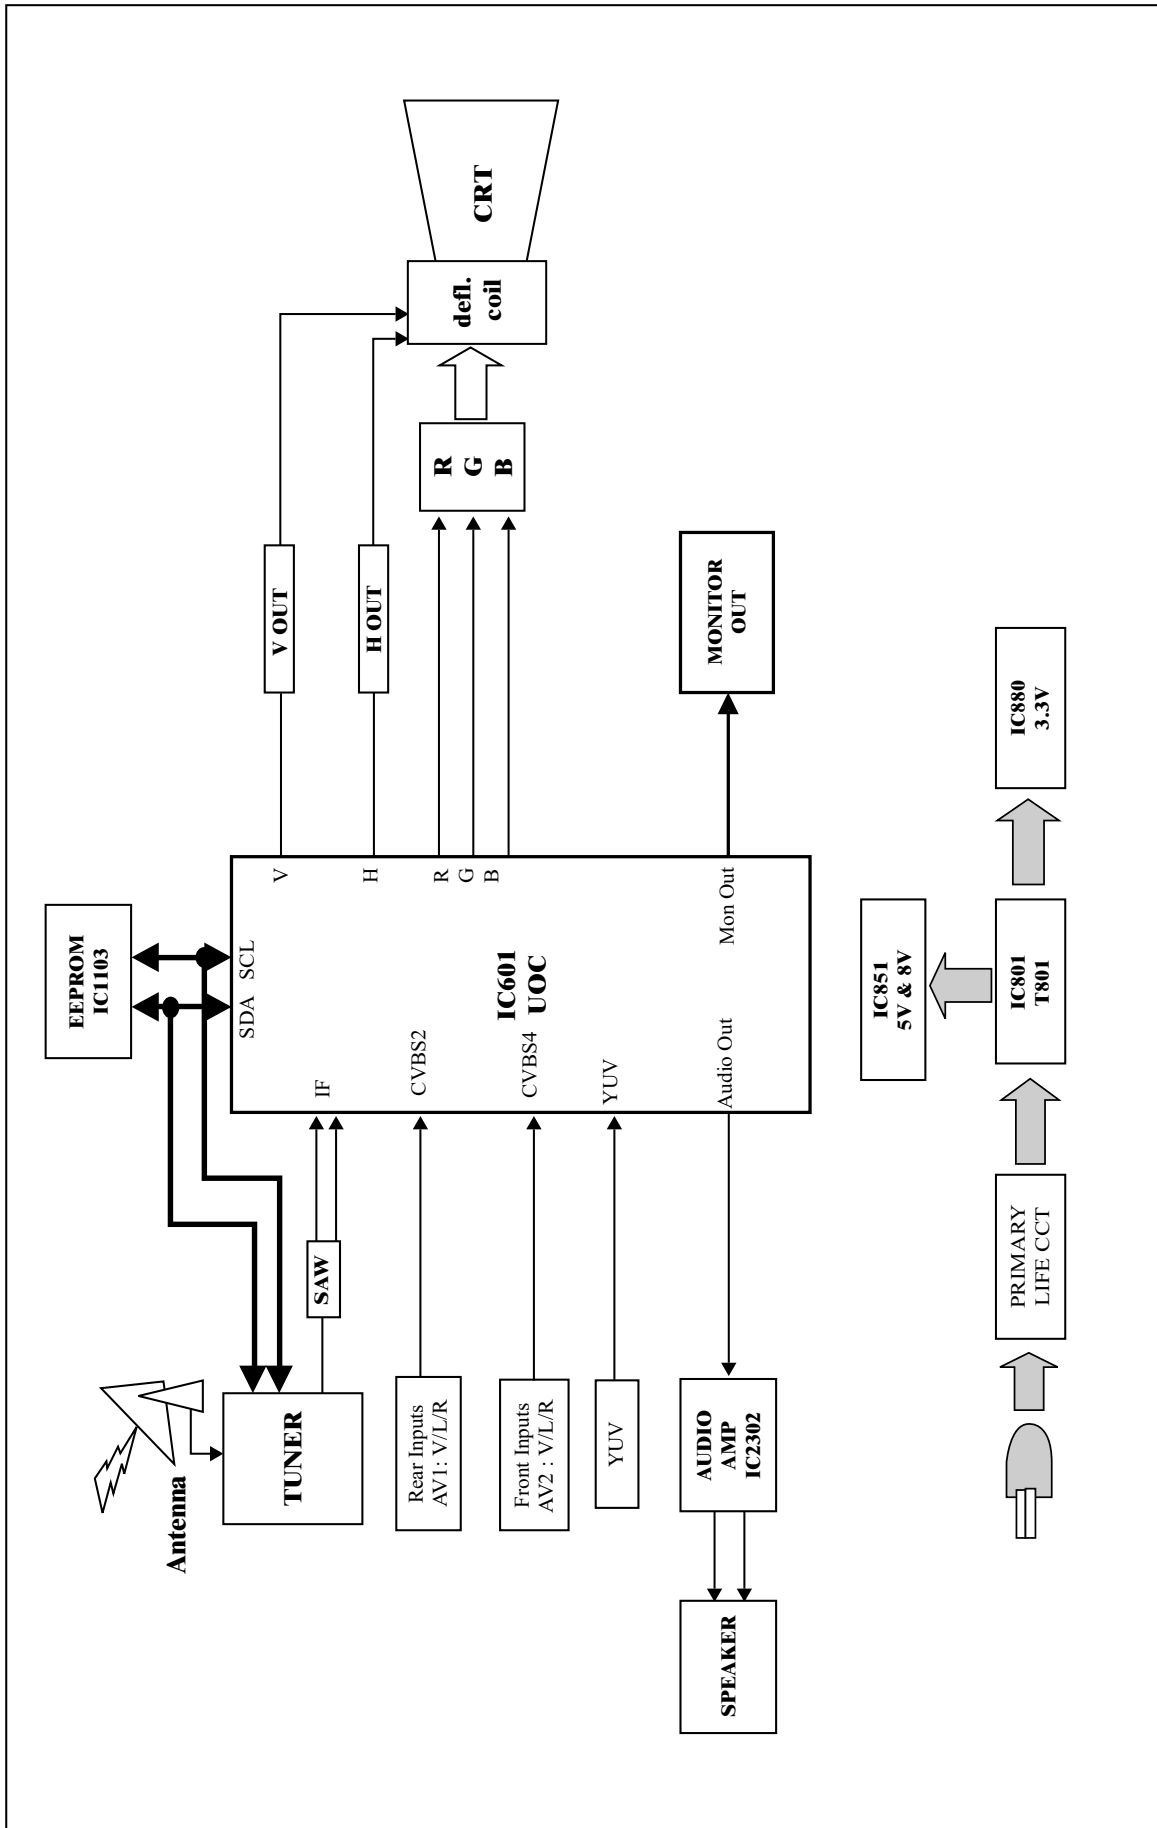 EEPROM
IC1103
Antenna
TUNER
SAW
SDA
SCL
IF
V
V OUT
H
H OUT
defl.
coil
CRT
R
G
B
R
G
B
Rear Inputs
AV1: V/L/R
CVBS2
IC601
UOC
Front Inputs
AV2 : V/L/R
CVBS4
YUV
YUV
SPEAKER
AUDIO
AMP
IC2302
Audio Out
Mon Out
MONITOR
OUT
IC851
5V & 8V
PRIMARY
LIFE CCT
IC801
T801
IC880
3.3V